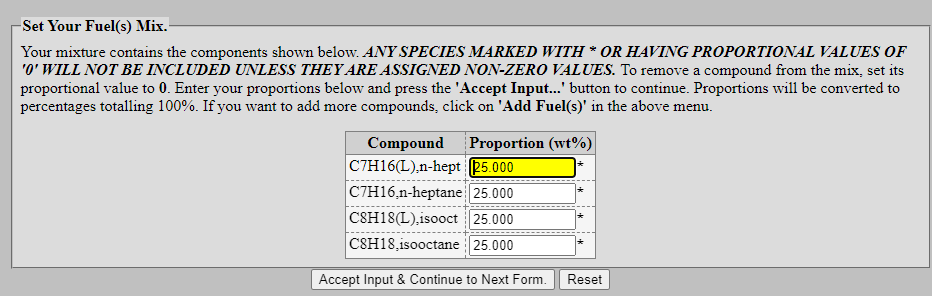 Set Your Fuel(s) Mix.
Your mixture contains the components shown below. ANY SPECIES MARKED WITH * OR HAVING PROPORTIONAL VALUES OF
'0' WILL NOT BE INCLUDED UNLESS THEY ARE ASSIGNED NON-ZERO VALUES. To remove a compound from the mix, set its
proportional value to 0. Enter your proportions below and press the 'Accept Input...' button to continue. Proportions will be converted to
percentages totalling 100%. If you want to add more compounds, click on 'Add Fuel(s)' in the above menu.
Compound Proportion (wt%)
C7H16(L),n-hept 25.000 *
C7H16,n-heptane 25.000 *
C8H18(L),isooct 25.000 *
C8H18,isooctane 25.000 *
Accept Input & Continue to Next Form. Reset